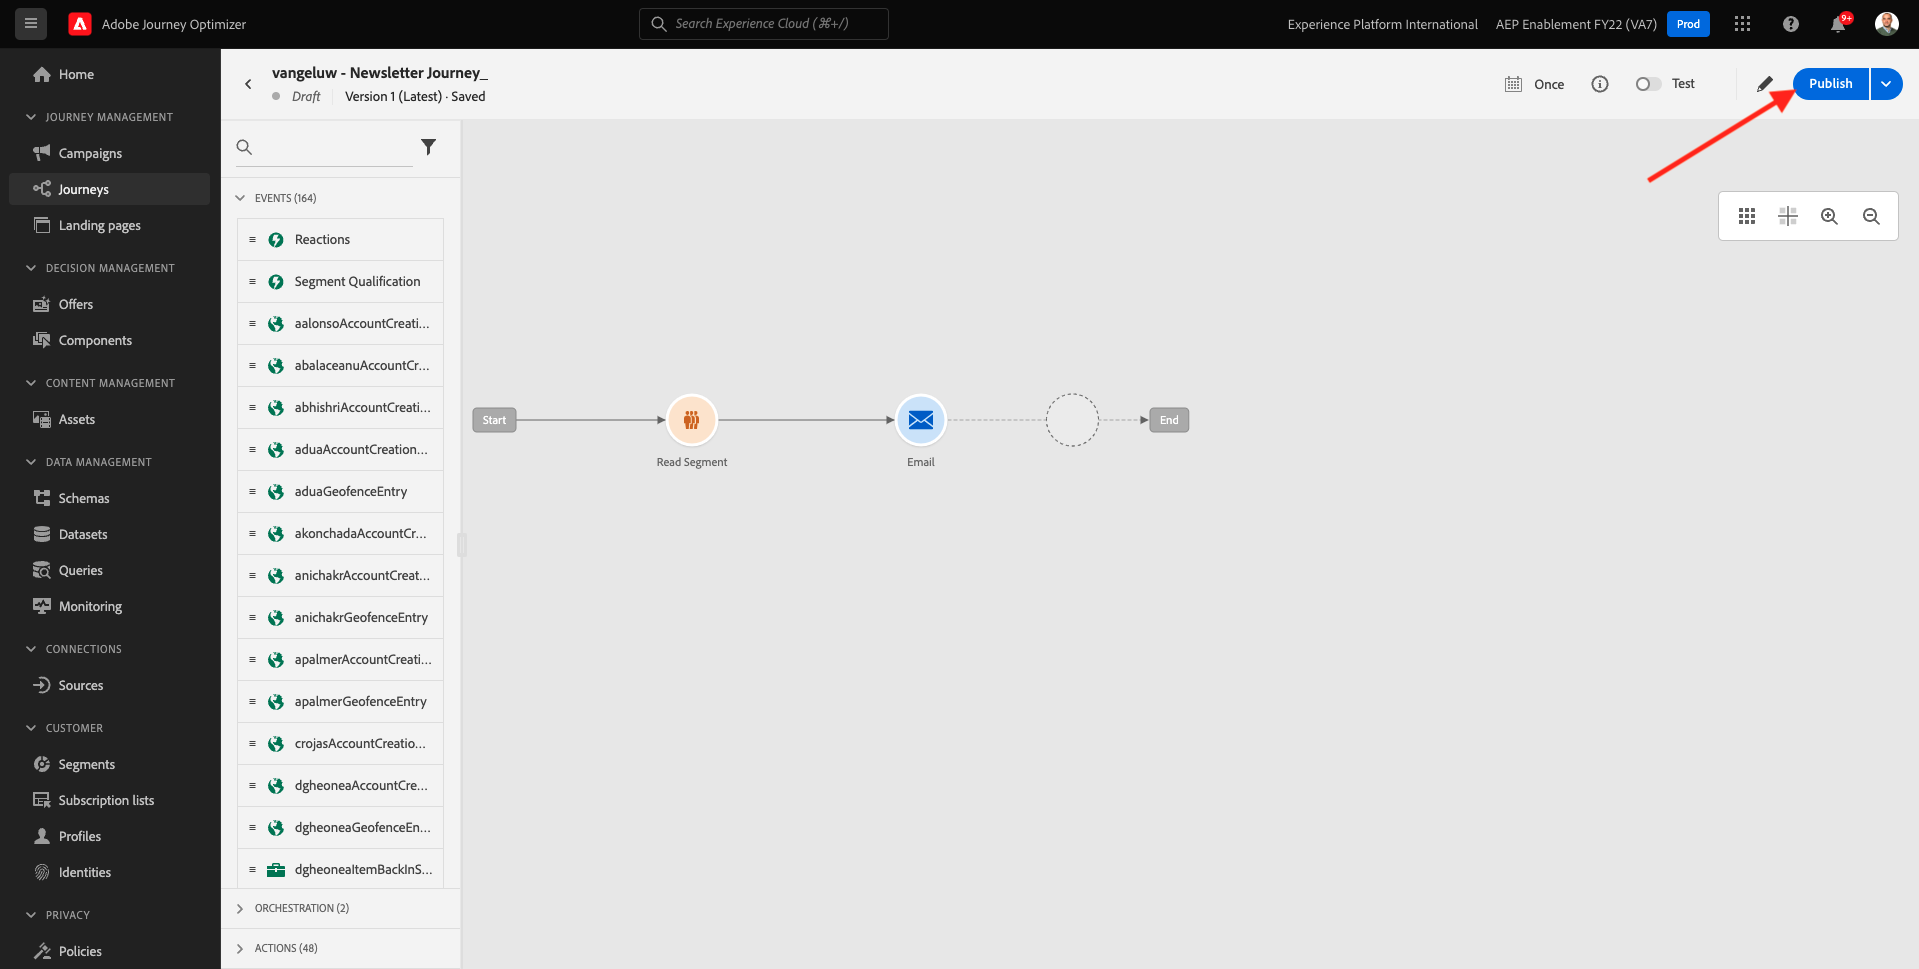 Adobe Journey Optimizer
Search Experience Cloud (⌘+/)
Experience Platform International
AEP Enablement FY22 (VA7)
Prod
9+
Home
JOURNEY MANAGEMENT
Campaigns
Journeys
Landing pages
DECISION MANAGEMENT
Offers
Components
CONTENT MANAGEMENT
Assets
DATA MANAGEMENT
Schemas
Datasets
Queries
Monitoring
CONNECTIONS
Sources
CUSTOMER
Segments
Subscription lists
Profiles
Identities
PRIVACY
Policies
vangeluw - Newsletter Journey_
Draft
Version 1 (Latest) · Saved
Once
Test
Publish
EVENTS (164)
Reactions
Segment Qualification
aalonsoAccountCreati...
abalaceanuAccountCr...
abhishriAccountCreati...
aduaAccountCreation...
aduaGeofenceEntry
akonchadaAccountCr...
anichakrAccountCreat...
anichakrGeofenceEntry
apalmerAccountCreati...
apalmerGeofenceEntry
crojasAccountCreatio...
dgheoneaAccountCre...
dgheoneaGeofenceEn...
dgheoneaItemBackInS...
ORCHESTRATION (2)
ACTIONS (48)
Start
Read Segment
Email
End